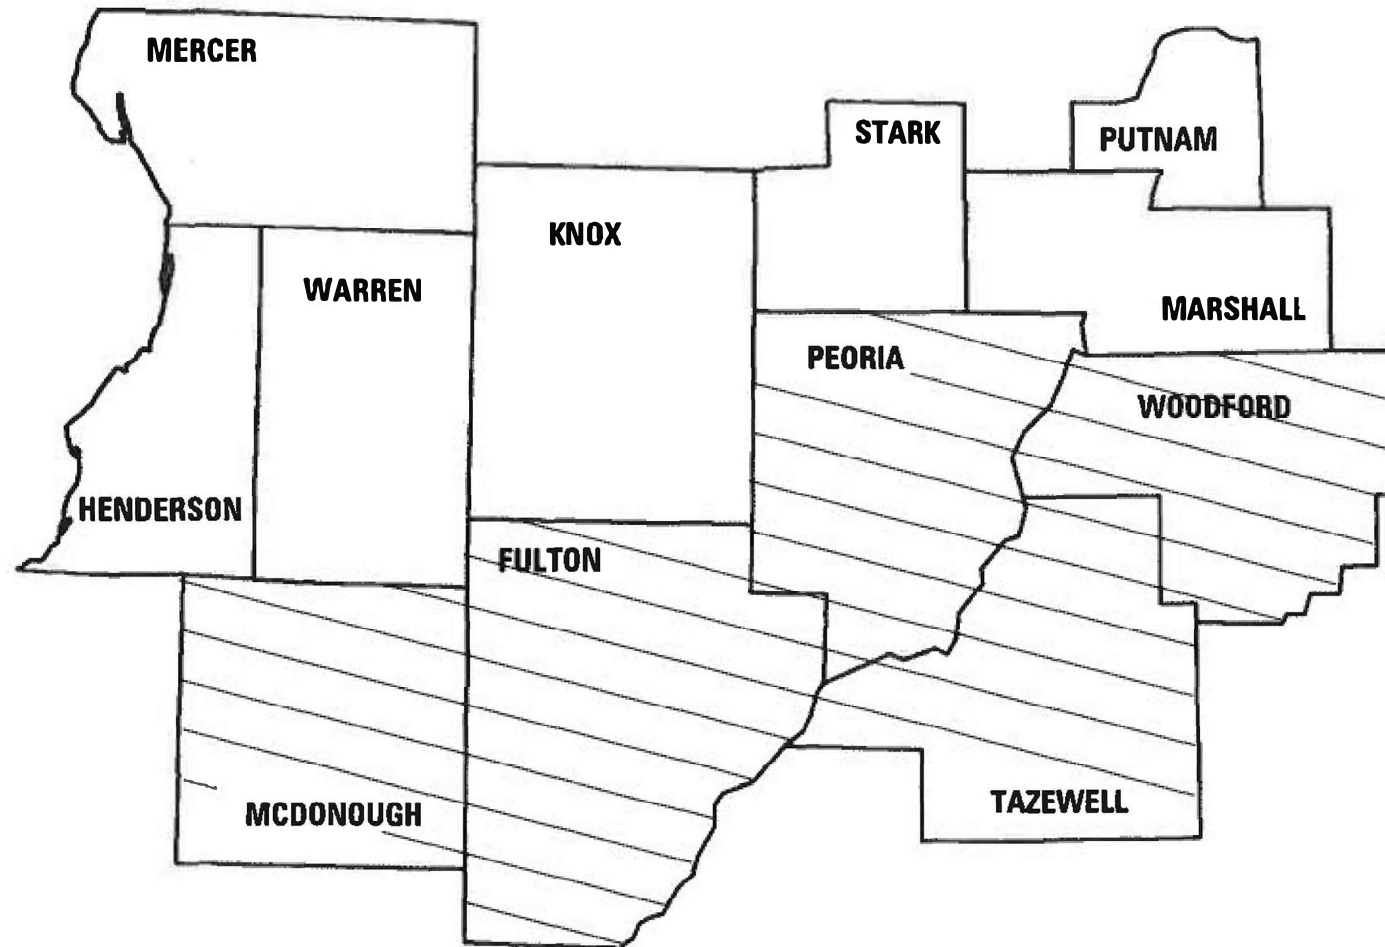 MERCER
STARK
PUTNAM
KNOX
WARREN
MARSHALL
PEORIA
WOODFORD
HENDERSON
FULTON
TAZEWELL
MCDONOUGH